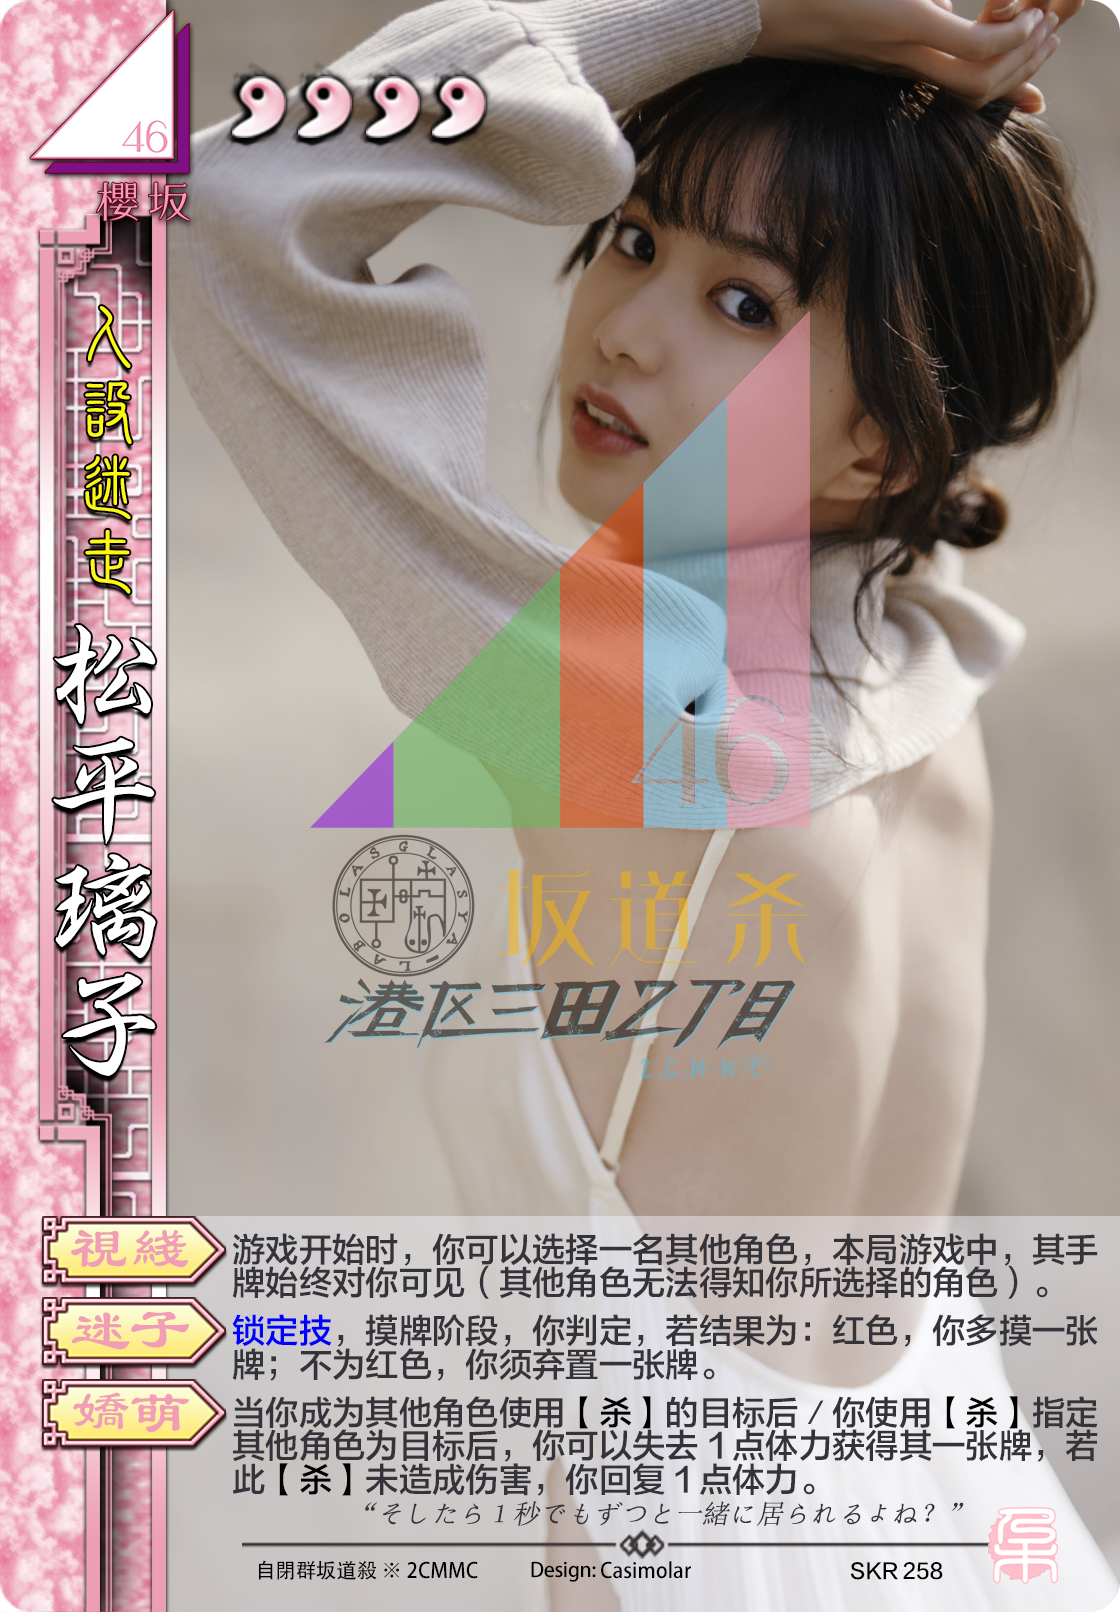 46
櫻坂
人設迷走
松平璃子
46
GLASYA-LABOLAS
坂道杀
港区三田2丁目
2.C.M-M-C
視綫
游戏开始时，你可以选择一名其他角色，本局游戏中，其手
牌始终对你可见（其他角色无法得知你所选择的角色）。
迷子
锁定技，摸牌阶段，你判定，若结果为：红色，你多摸一张
牌；不为红色，你须弃置一张牌。
嬌萌
当你成为其他角色使用【杀】的目标后 / 你使用【杀】指定
其他角色为目标后，你可以失去1点体力获得其一张牌，若
此【杀】未造成伤害，你回复1点体力。
“そしたら1秒でもずつと一緒に居られるよね？”
自閉群坂道殺 ※ 2CMMC
Design: Casimolar
SKR 258